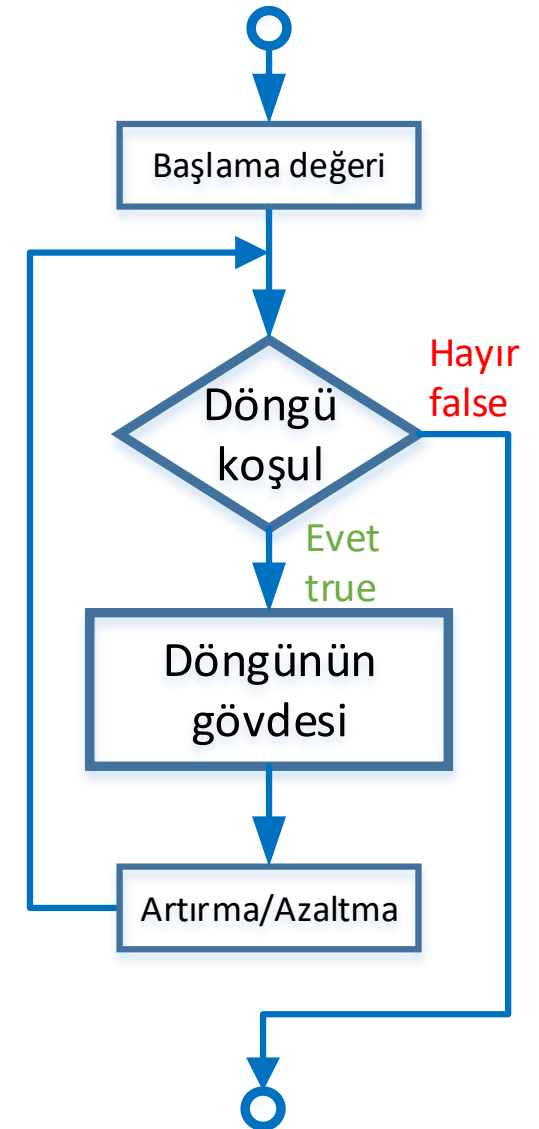 Başlama değeri
Hayır
false
Döngü
koşul
Evet
true
Döngünün
gövdesi
Artırma/Azaltma